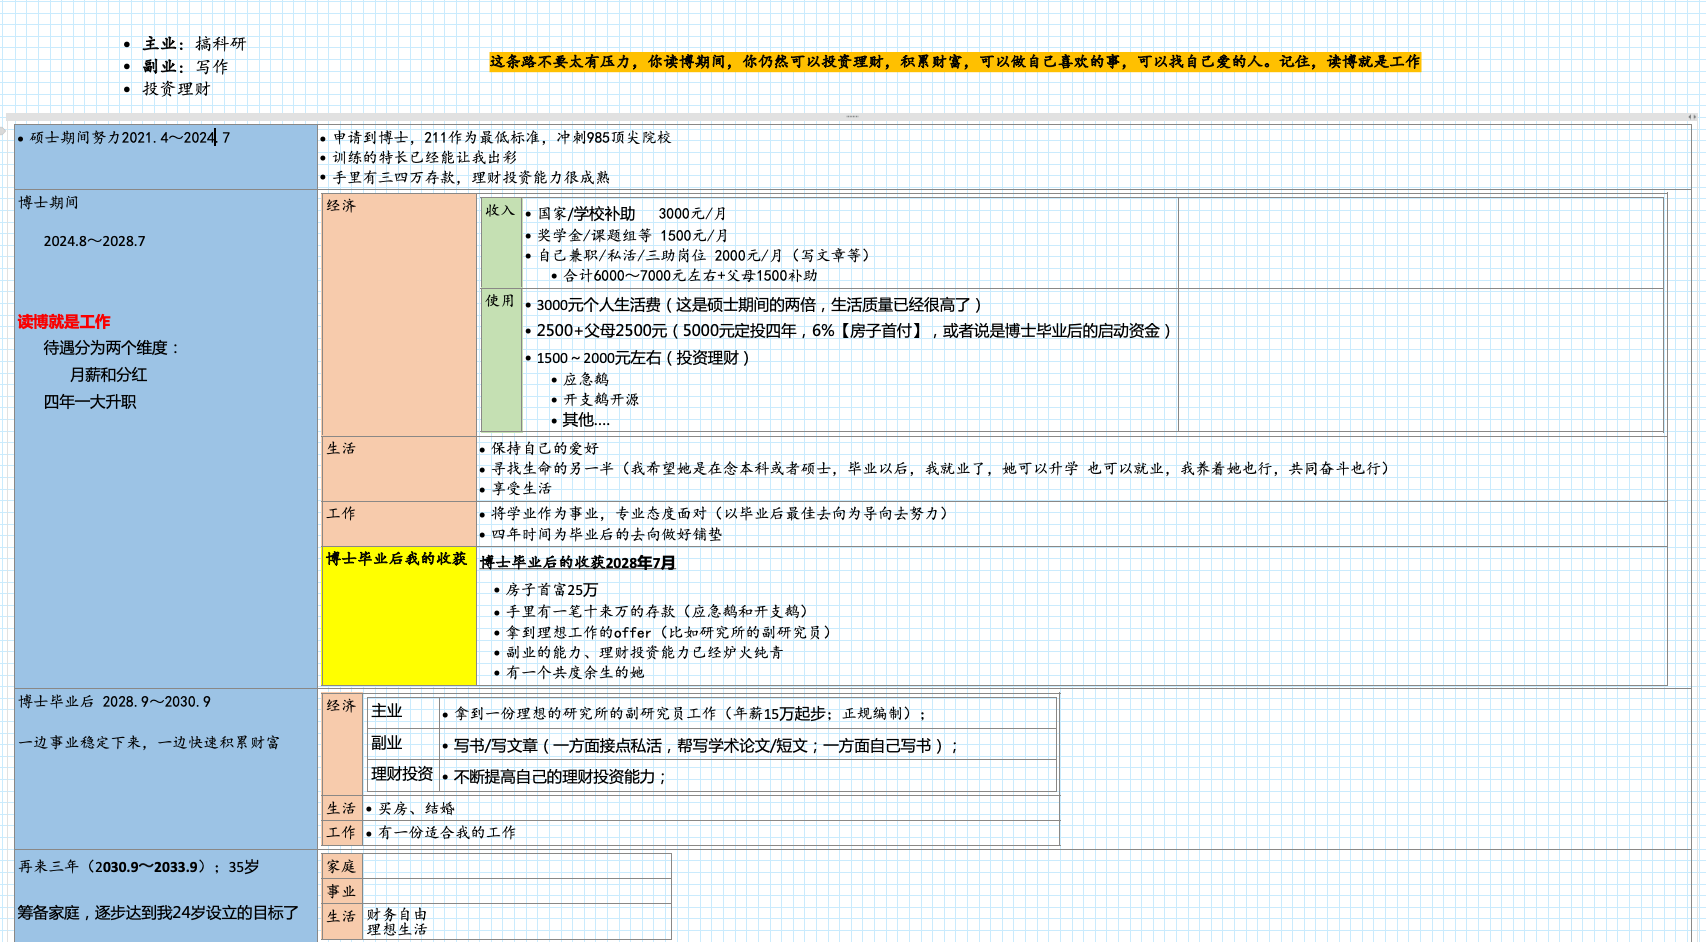 主业：搞科研
副业：写作
投资理财
这条路不要太有压力，你读博期间，你仍然可以投资理财，积累财富，可以做自己喜欢的事，可以找自己爱的人。记住，读博就是工作
硕士期间努力2021.4～2024.7
申请到博士，211作为最低标准，冲刺985顶尖院校
训练的特长已经能让我出彩
手里有三四万存款，理财投资能力很成熟
博士期间
2024.8～2028.7
读博就是工作
待遇分为两个维度：
月薪和分红
四年一大升职
经济
收入
国家/学校补助 3000元/月
奖学金/课题组等 1500元/月
自己兼职/私活/三助岗位 2000元/月（写文章等）
合计6000～7000元左右+父母1500补助
使用
3000元个人生活费（这是硕士期间的两倍，生活质量已经很高了）
2500+父母2500元（5000元定投四年，6%【房子首付】，或者说是博士毕业后的启动资金）
1500～2000元左右（投资理财）
应急鹅
开支鹅开源
其他....
生活
保持自己的爱好
寻找生命的另一半（我希望她是在念本科或者硕士，毕业以后，我就业了，她可以升学 也可以就业，我养着她也行，共同奋斗也行）
享受生活
工作
将学业作为事业，专业态度面对（以毕业后最佳去向为导向去努力）
四年时间为毕业后的去向做好铺垫
博士毕业后我的收获
博士毕业后的收获2028年7月
房子首富25万
手里有一笔十来万的存款（应急鹅和开支鹅）
拿到理想工作的offer（比如研究所的副研究员）
副业的能力、理财投资能力已经炉火纯青
有一个共度余生的她
博士毕业后 2028.9～2030.9
一边事业稳定下来，一边快速积累财富
经济
主业
拿到一份理想的研究所的副研究员工作（年薪15万起步；正规编制）；
副业
写书/写文章（一方面接点私活，帮写学术论文/短文；一方面自己写书）；
理财投资
不断提高自己的理财投资能力；
生活
买房、结婚
工作
有一份适合我的工作
再来三年（2030.9～2033.9）；35岁
筹备家庭，逐步达到我24岁设立的目标了
家庭
事业
生活
财务自由
理想生活